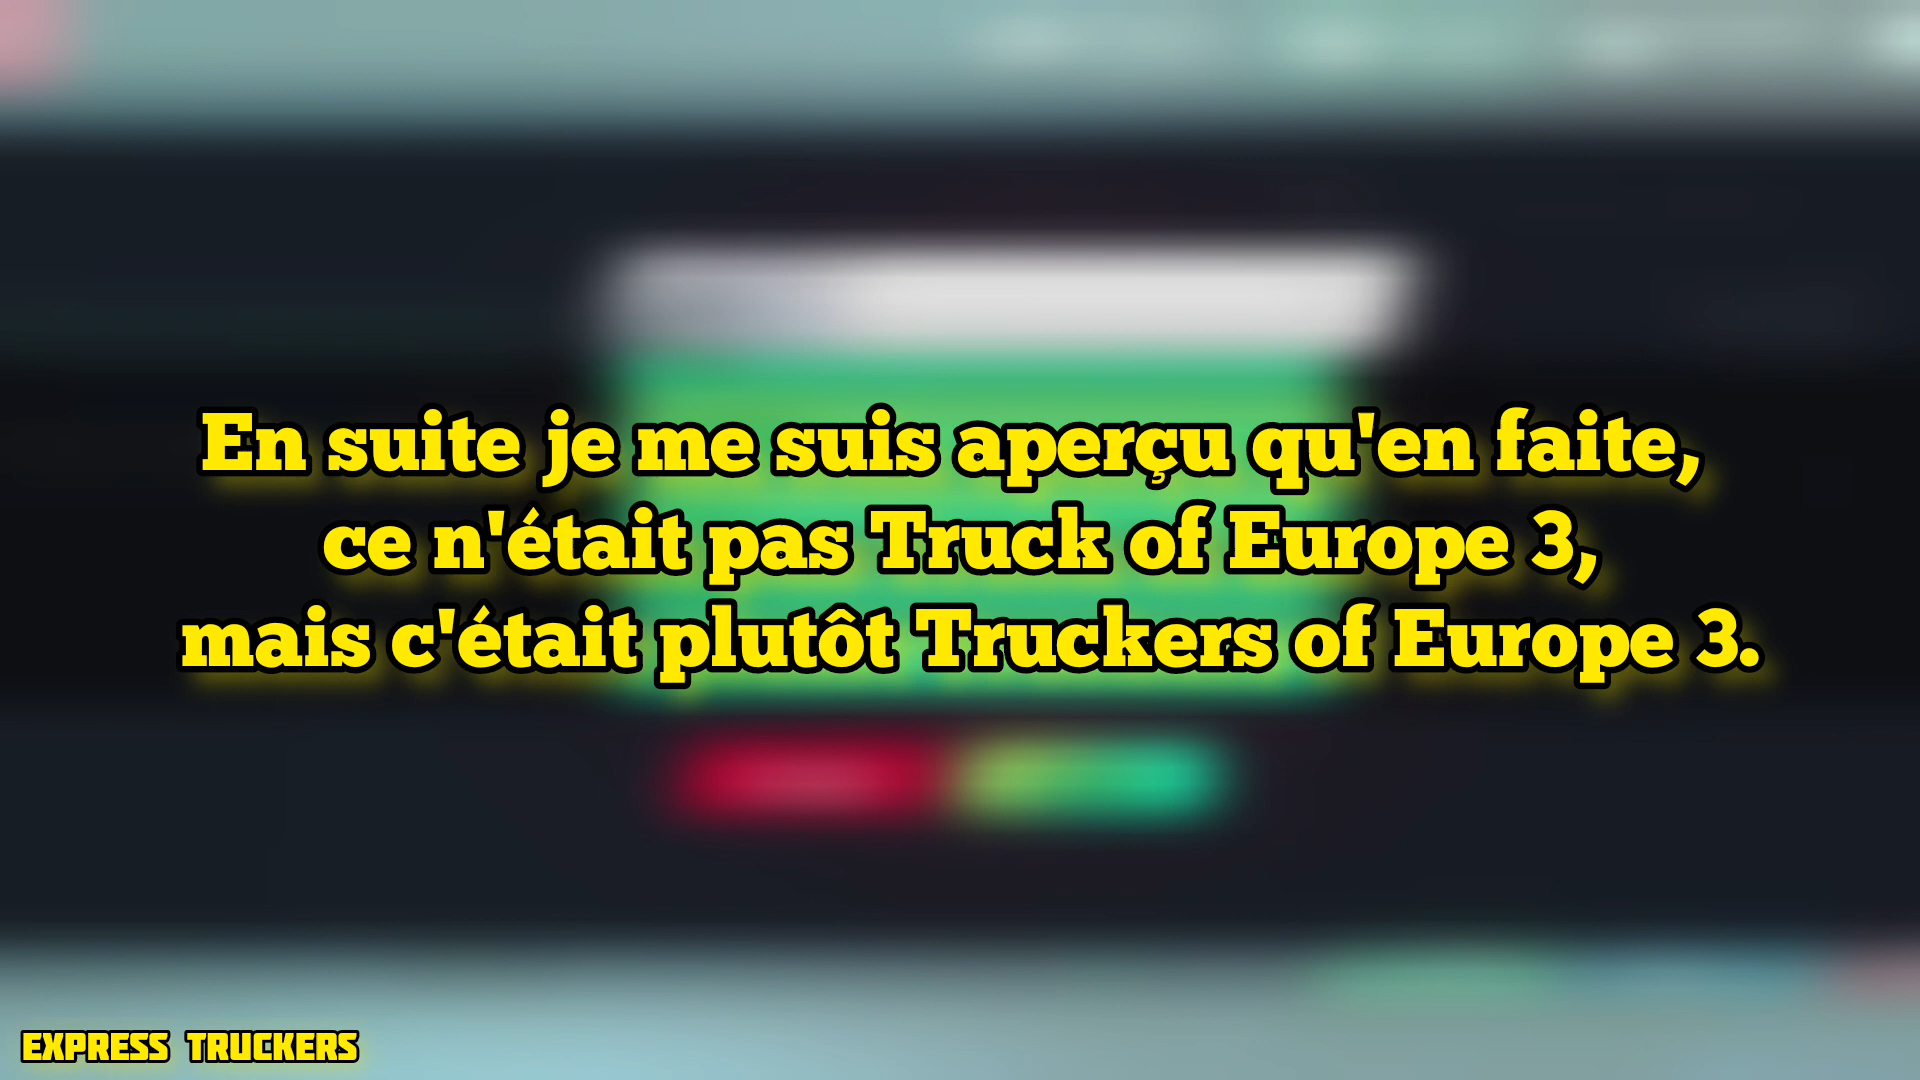 En suite je me suis aperçu qu'en faite,
ce n'était pas Truck of Europe 3,
mais c'était plutôt Truckers of Europe 3.
EXPRESS TRUCKERS